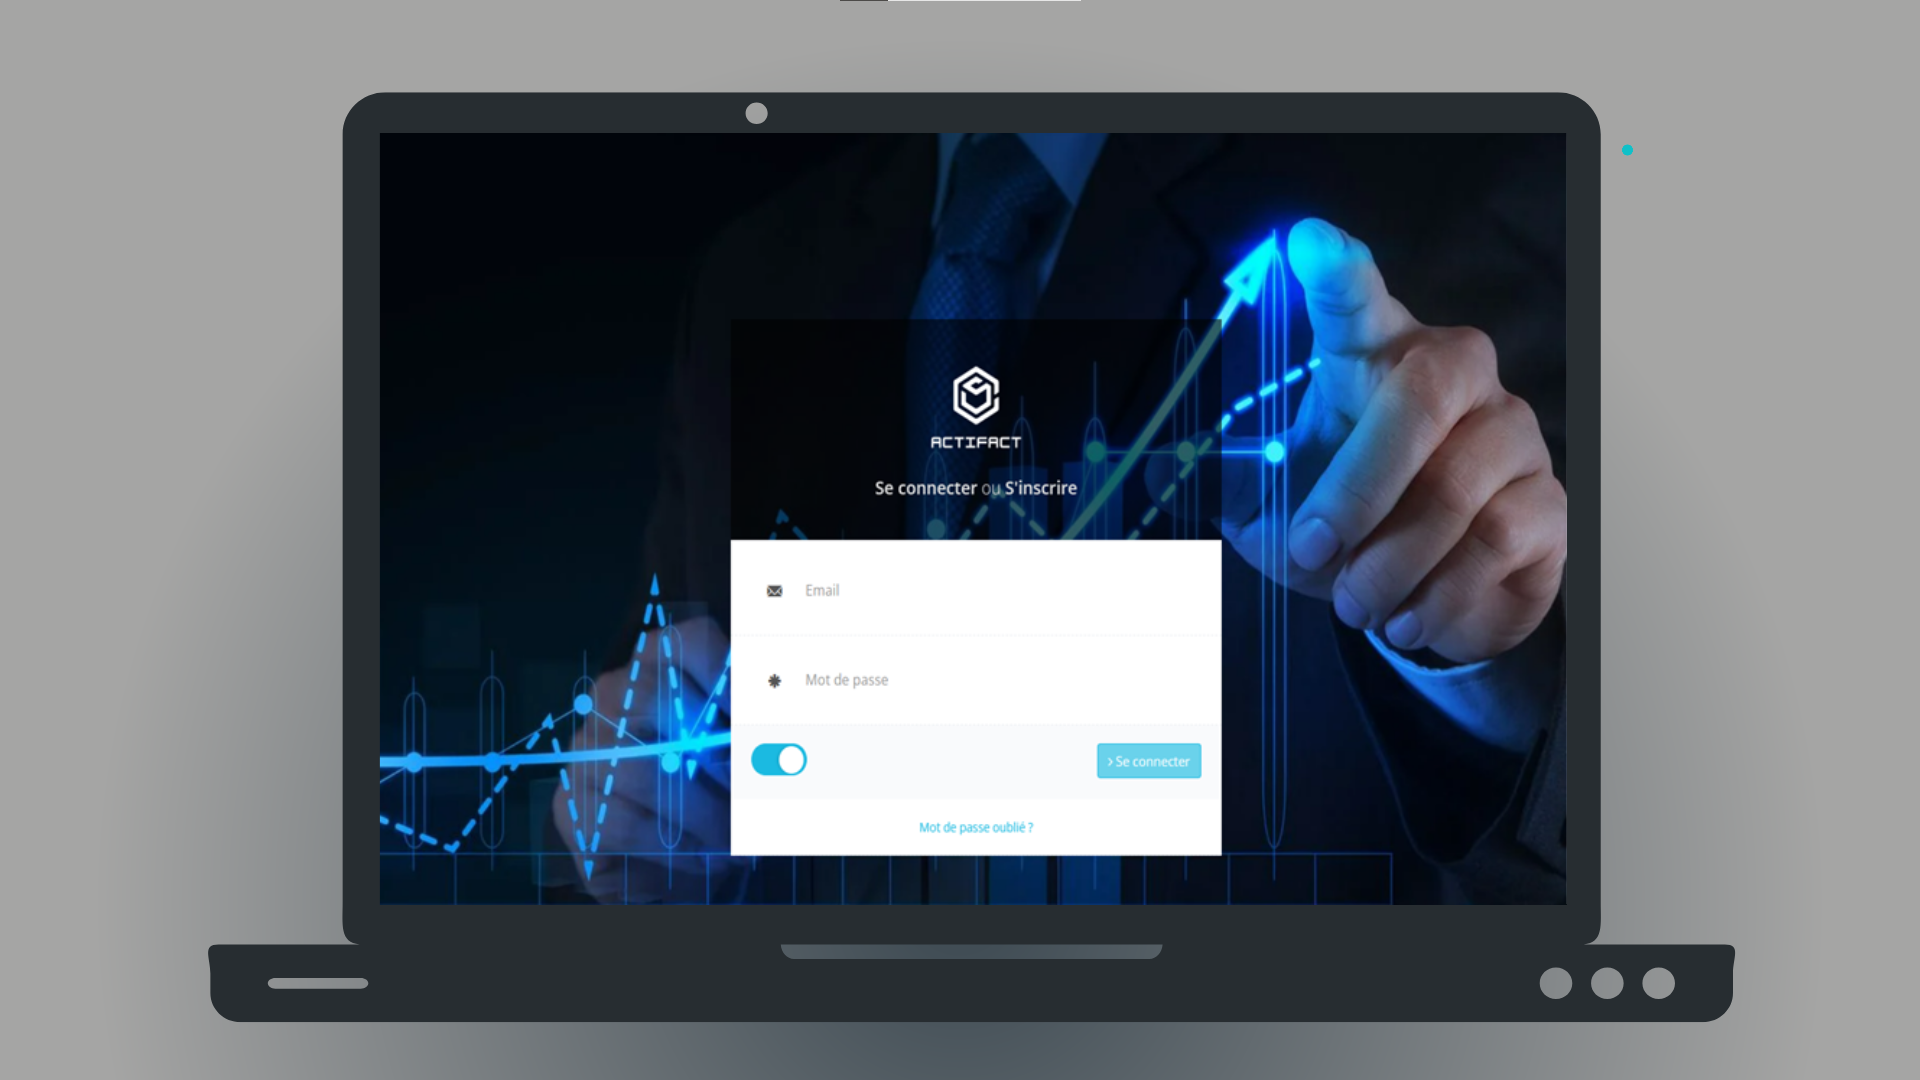 ACTIFACT
Se connecter ou S'inscrire
Email
Mot de passe
› Se connecter
Mot de passe oublié ?